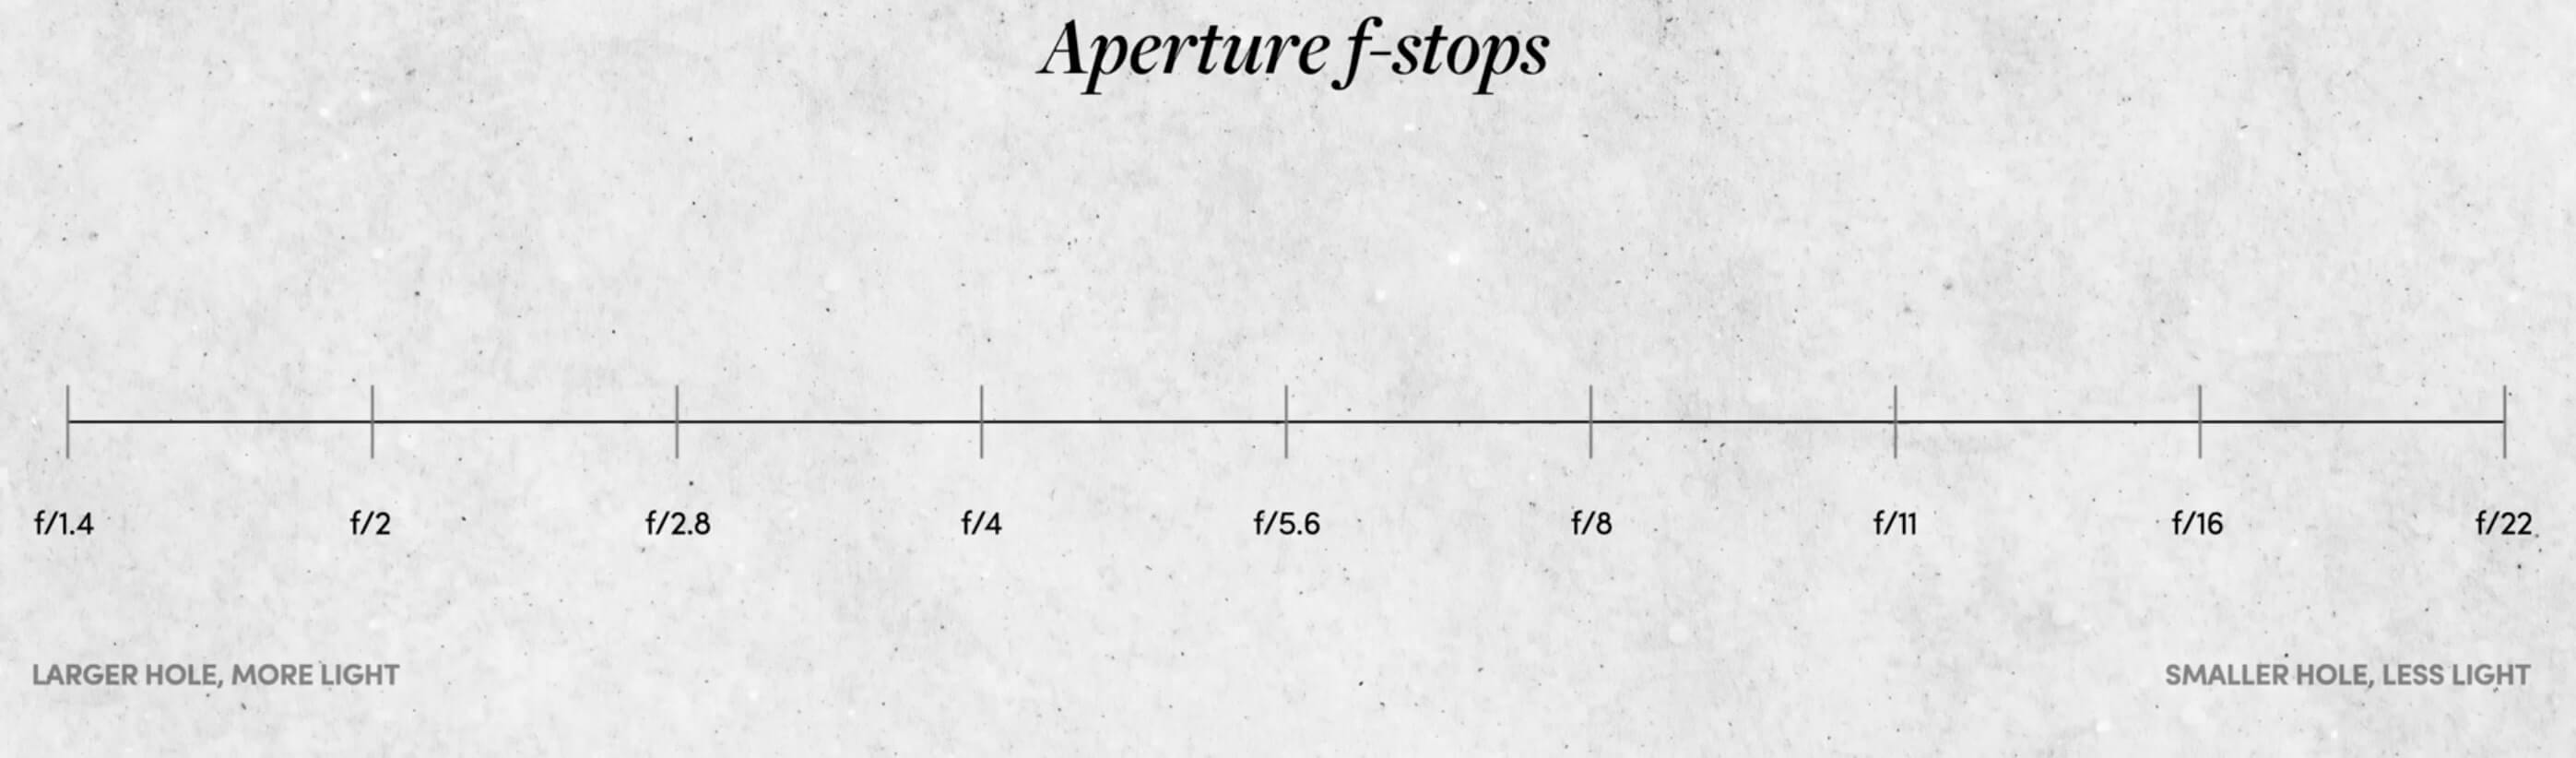 Aperture f-stops
f/1.4
f/2
f/2.8
f/4
f/5.6
f/8
f/11
f/16
f/22
LARGER HOLE, MORE LIGHT
SMALLER HOLE, LESS LIGHT